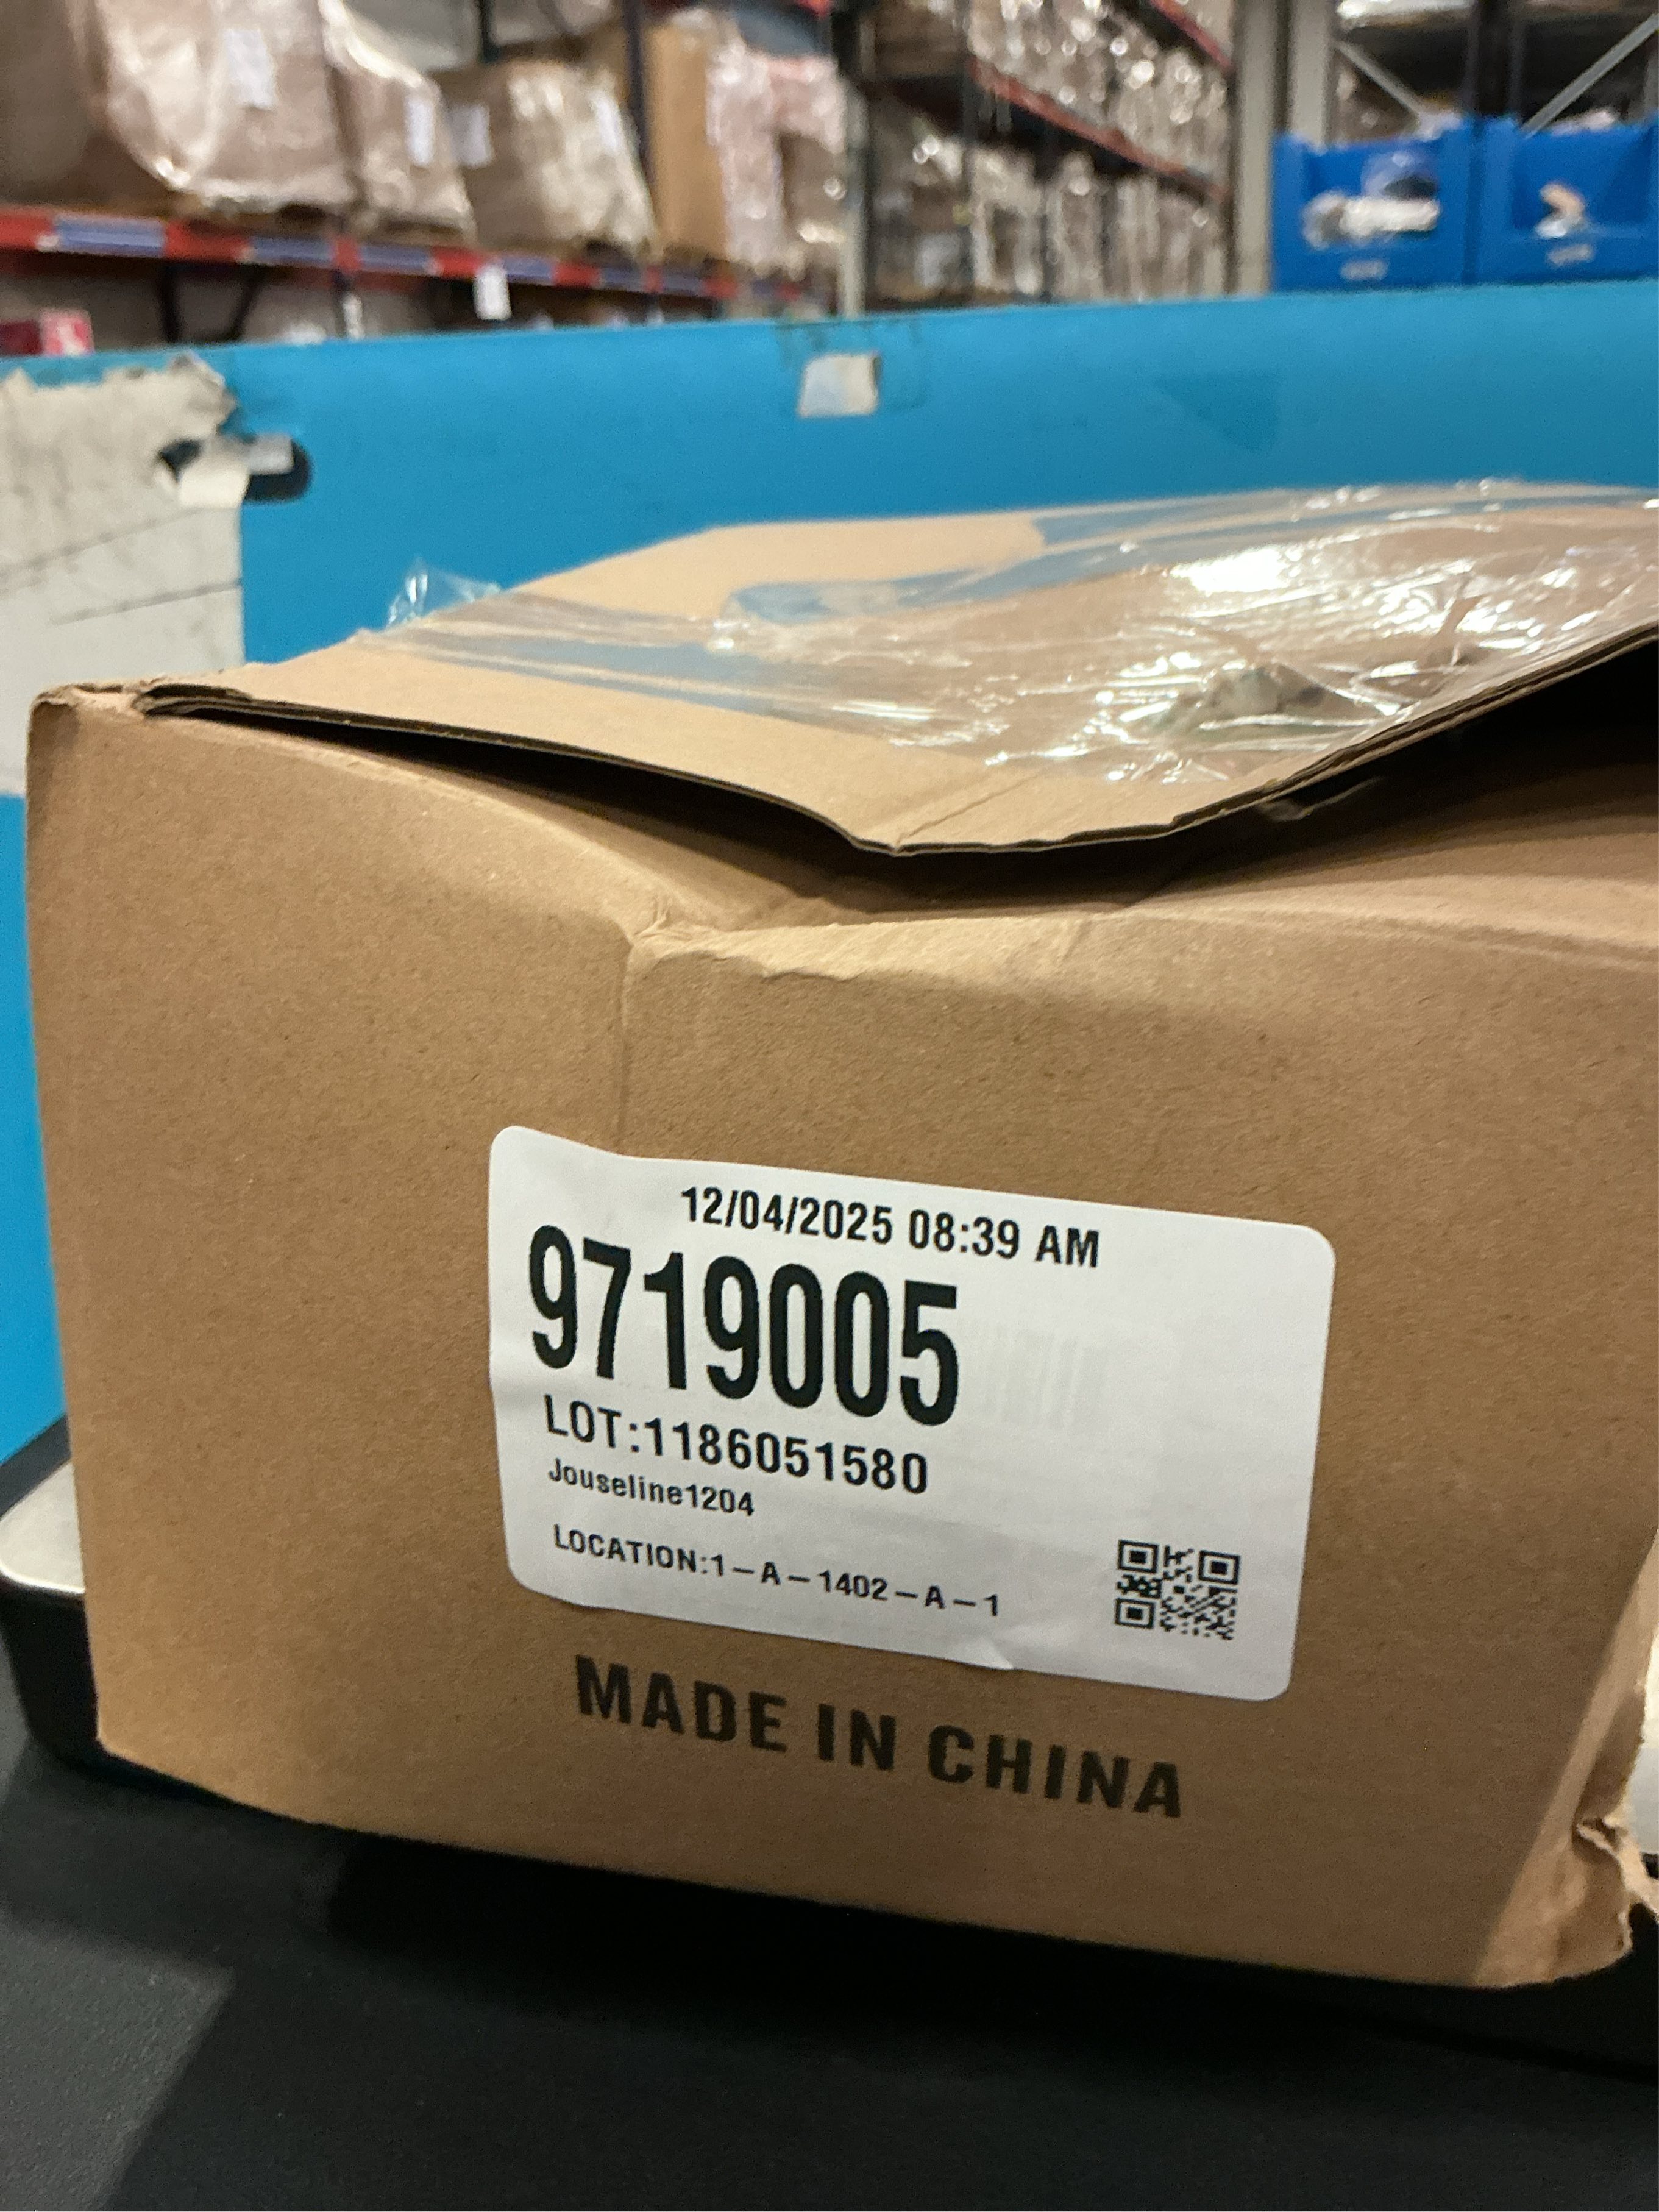 12/04/2025 08:39 AM
9719005
LOT:1186051580
Jouseline1204
LOCATION:1-A-1402-A-1
MADE IN CHINA